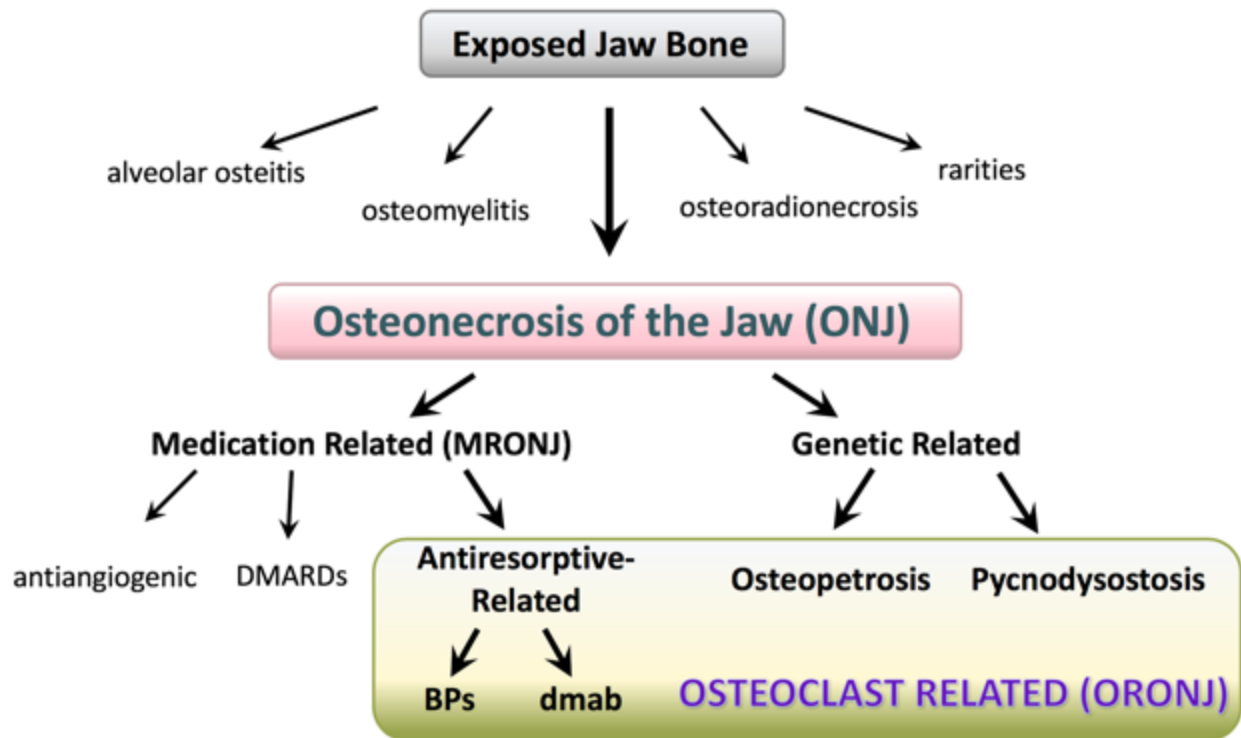 Exposed Jaw Bone
alveolar osteitis
osteomyelitis
osteoradionecrosis
rarities
Osteonecrosis of the Jaw (ONJ)
Medication Related (MRONJ)
Genetic Related
antiangiogenic
DMARDs
Antiresorptive-
Related
BPs
dmab
Osteopetrosis
Pycnodysostosis
OSTEOCLAST RELATED (ORONJ)